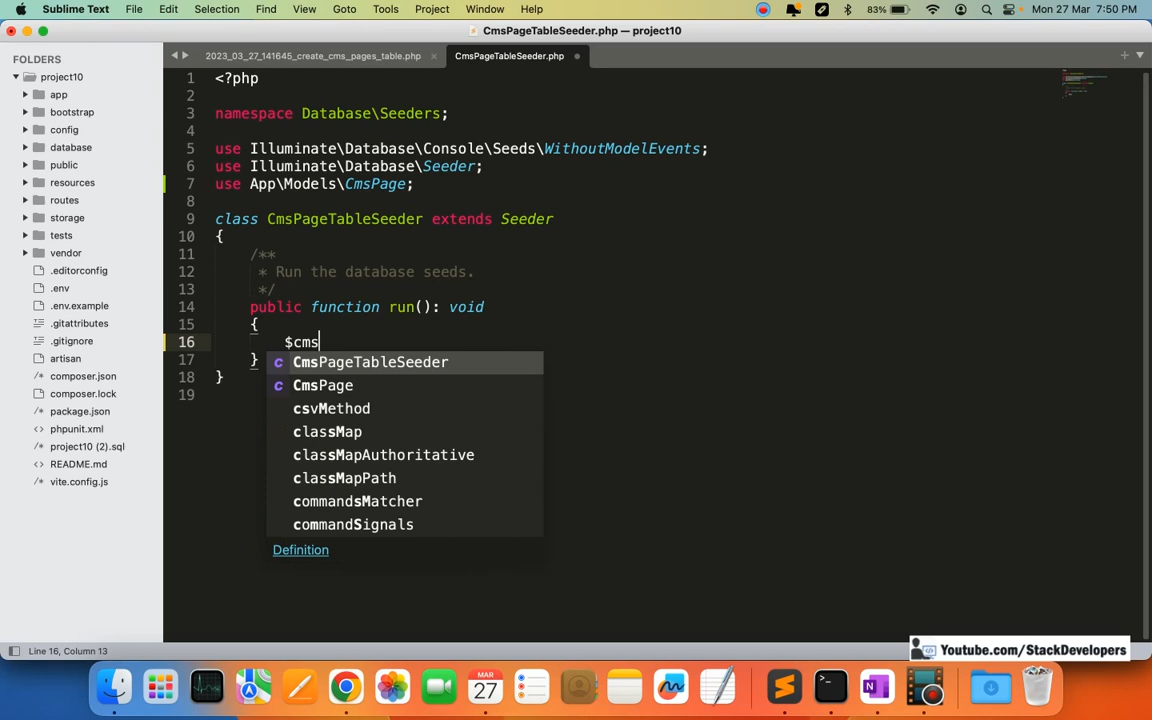 Sublime Text File Edit Selection Find View Goto Tools Project Window Help 83% Mon 27 Mar 7:50 PM
CmsPageTableSeeder.php — project10
FOLDERS
project10
app
bootstrap
config
database
public
resources
routes
storage
tests
vendor
.editorconfig
.env
.env.example
.gitattributes
.gitignore
artisan
composer.json
composer.lock
package.json
phpunit.xml
project10 (2).sql
README.md
vite.config.js
2023_03_27_141645_create_cms_pages_table.php × CmsPageTableSeeder.php
1 <?php
2
3 namespace Database\Seeders;
4
5 use Illuminate\Database\Console\Seeds\WithoutModelEvents;
6 use Illuminate\Database\Seeder;
7 use App\Models\CmsPage;
8
9 class CmsPageTableSeeder extends Seeder
10 {
11 /**
12 * Run the database seeds.
13 */
14 public function run(): void
15 {
16 $cms
17 }
18 }
19
c CmsPageTableSeeder
c CmsPage
csvMethod
classMap
classMapAuthoritative
classMapPath
commandsMatcher
commandSignals
Definition
Line 16, Column 13
Youtube.com/StackDevelopers
MAR
27